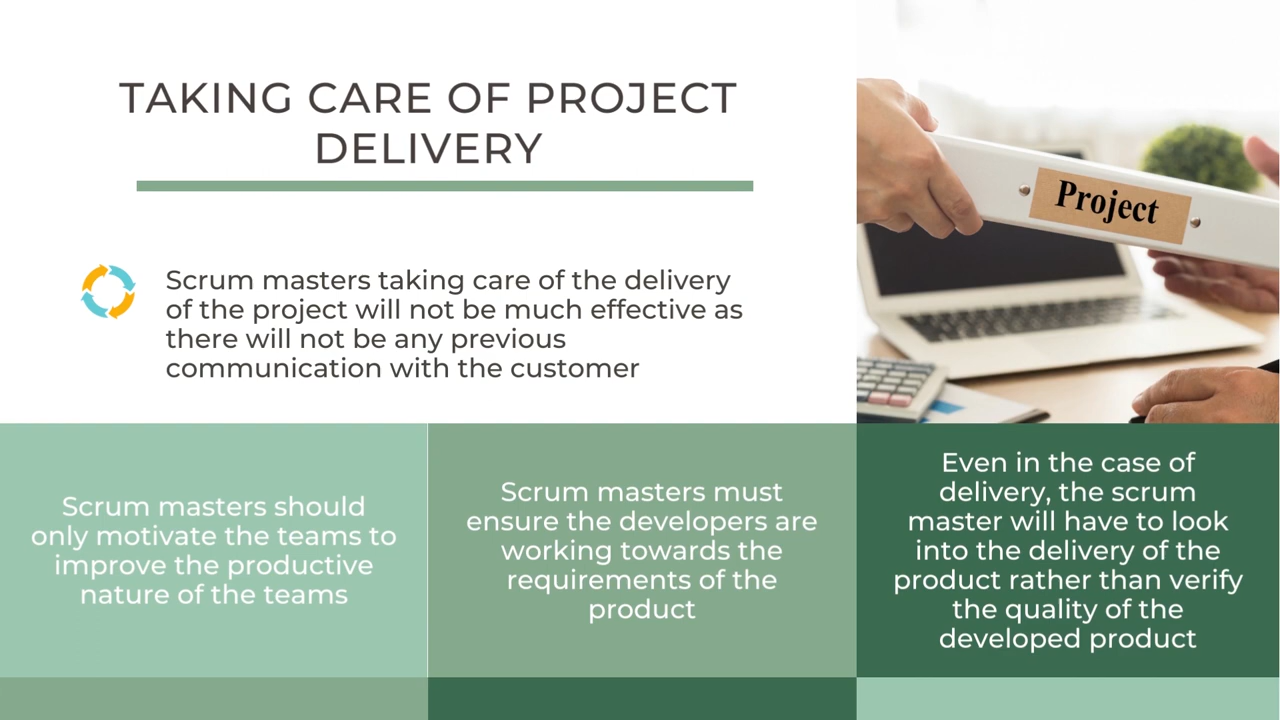 TAKING CARE OF PROJECT
DELIVERY
Project
Scrum masters taking care of the delivery
of the project will not be much effective as
there will not be any previous
communication with the customer
Scrum masters should
only motivate the teams to
improve the productive
nature of the teams
Scrum masters must
ensure the developers are
working towards the
requirements of the
product
Even in the case of
delivery, the scrum
master will have to look
into the delivery of the
product rather than verify
the quality of the
developed product